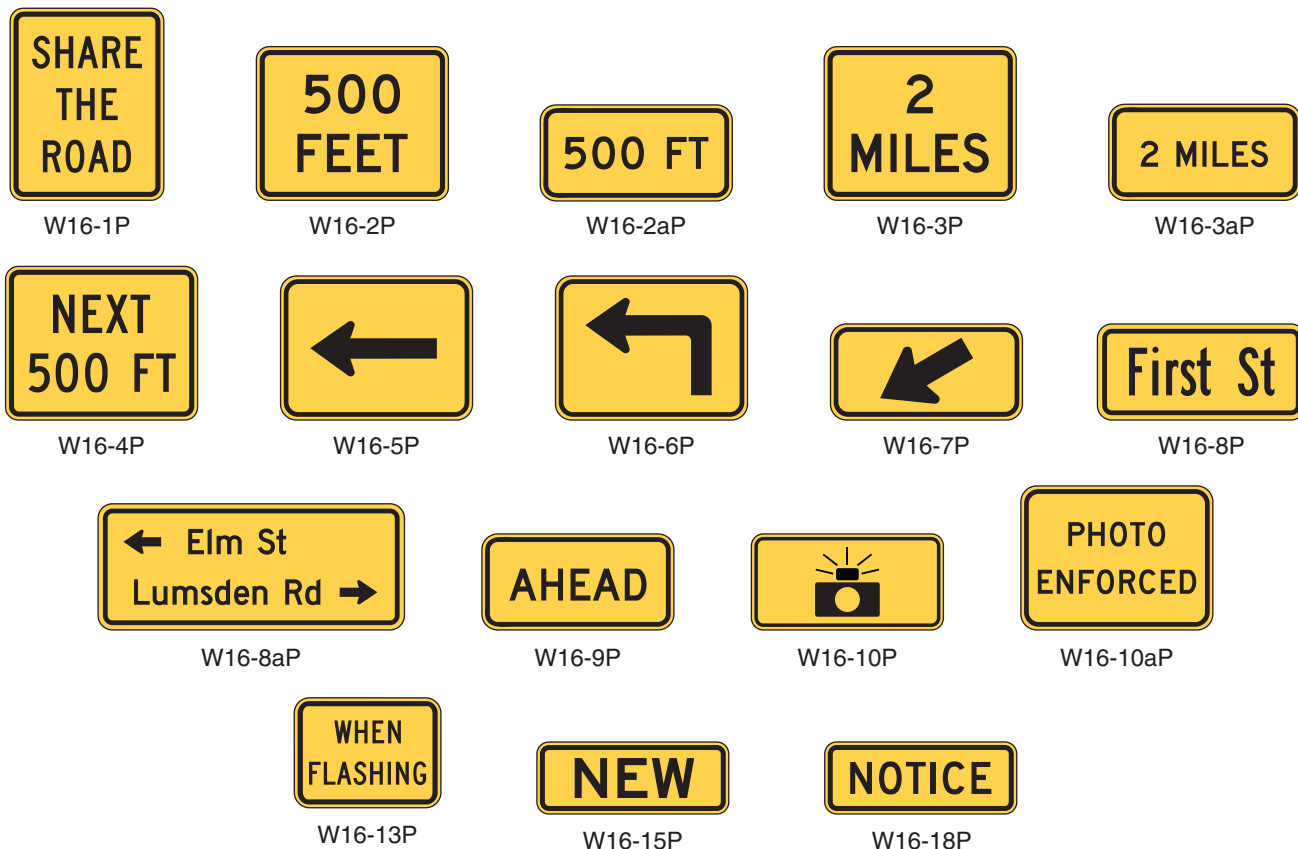 SHARE
THE
ROAD
W16-1P
500
FEET
W16-2P
500 FT
W16-2aP
2
MILES
W16-3P
2 MILES
W16-3aP
NEXT
500 FT
W16-4P
W16-5P
W16-6P
W16-7P
First St
W16-8P
Elm St
Lumsden Rd
W16-8aP
AHEAD
W16-9P
W16-10P
PHOTO
ENFORCED
W16-10aP
WHEN
FLASHING
W16-13P
NEW
W16-15P
NOTICE
W16-18P